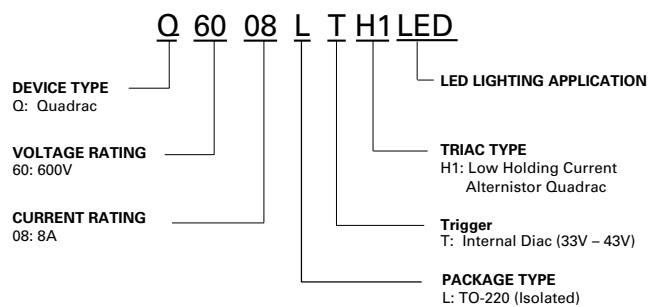 Q 60 08 L T H1 LED
DEVICE TYPE
Q: Quadrac
VOLTAGE RATING
60: 600V
CURRENT RATING
08: 8A
LED LIGHTING APPLICATION
TRIAC TYPE
H1: Low Holding Current
Alternistor Quadrac
Trigger
T: Internal Diac (33V – 43V)
PACKAGE TYPE
L: TO-220 (Isolated)